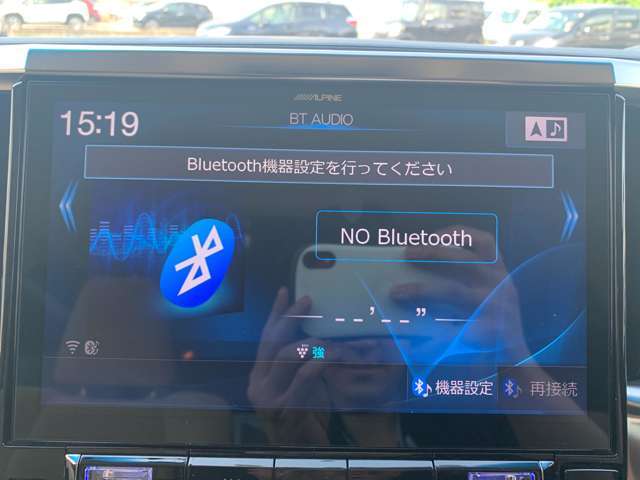 ALPINE
15:19
BT AUDIO
Bluetooth機器設定を行ってください
NO Bluetooth
--'--"
強
機器設定
再接続